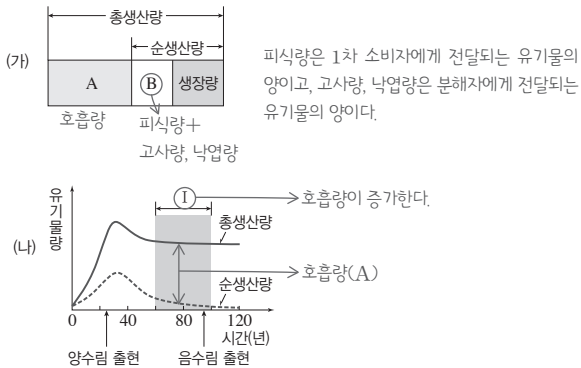 총생산량
순생산량
(가)
A
B
생장량
호흡량
피식량+
고사량, 낙엽량
피식량은 1차 소비자에게 전달되는 유기물의
양이고, 고사량, 낙엽량은 분해자에게 전달되는
유기물의 양이다.
(나)
유기물량
I
호흡량이 증가한다.
총생산량
호흡량(A)
순생산량
0 40 80 120
시간(년)
양수림 출현
음수림 출현